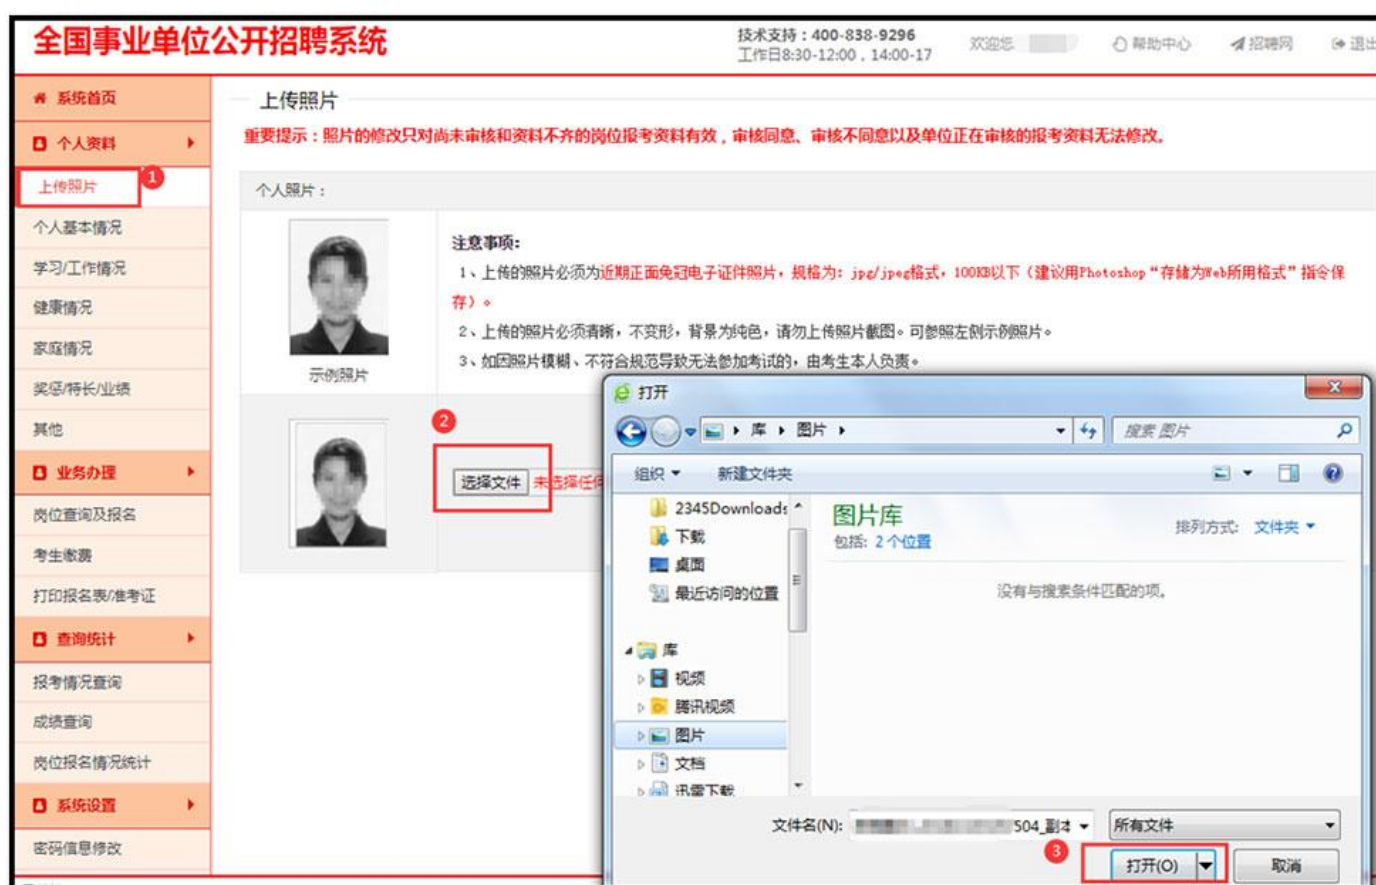 全国事业单位公开招聘系统
技术支持：400-838-9296
工作日8:30-12:00，14:00-17
欢迎您
帮助中心
招聘网
退出
系统首页
个人资料
上传照片
1
个人基本情况
学习/工作情况
健康情况
家庭情况
奖惩/特长/业绩
其他
业务办理
岗位查询及报名
考生缴费
打印报名表/准考证
查询统计
报考情况查询
成绩查询
岗位报名情况统计
系统设置
密码信息修改
上传照片
重要提示：照片的修改只对尚未审核和资料不齐的岗位报考资料有效，审核同意、审核不同意以及单位正在审核的报考资料无法修改。
个人照片：
示例照片
注意事项:
1、上传的照片必须为近期正面免冠电子证件照片，规格为：jpg/jpeg格式，100KB以下（建议用Photoshop“存储为Web所用格式”指令保
存）。
2、上传的照片必须清晰，不变形，背景为纯色，请勿上传照片截图。可参照左侧示例照片。
3、如因照片模糊、不符合规范导致无法参加考试的，由考生本人负责。
2
选择文件 未选择任何
打开
库 图片
搜索 图片
组织 新建文件夹
2345Downloads
下载
桌面
最近访问的位置
库
视频
腾讯视频
图片
文档
迅雷下载
图片库
包括: 2 个位置
排列方式: 文件夹
没有与搜索条件匹配的项。
文件名(N): 504_副本
所有文件
3
打开(O)
取消